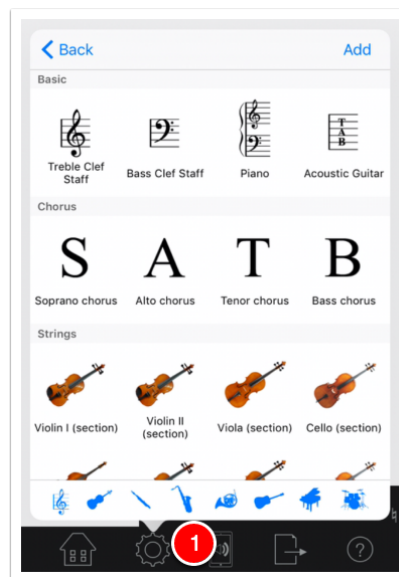 Back Add
Basic
T
A
B
Treble Clef
Staff
Bass Clef Staff
Piano
Acoustic Guitar
Chorus
S A T B
Soprano chorus Alto chorus Tenor chorus Bass chorus
Strings
Violin I (section)
Violin II
(section)
Viola (section)
Cello (section)
1
?